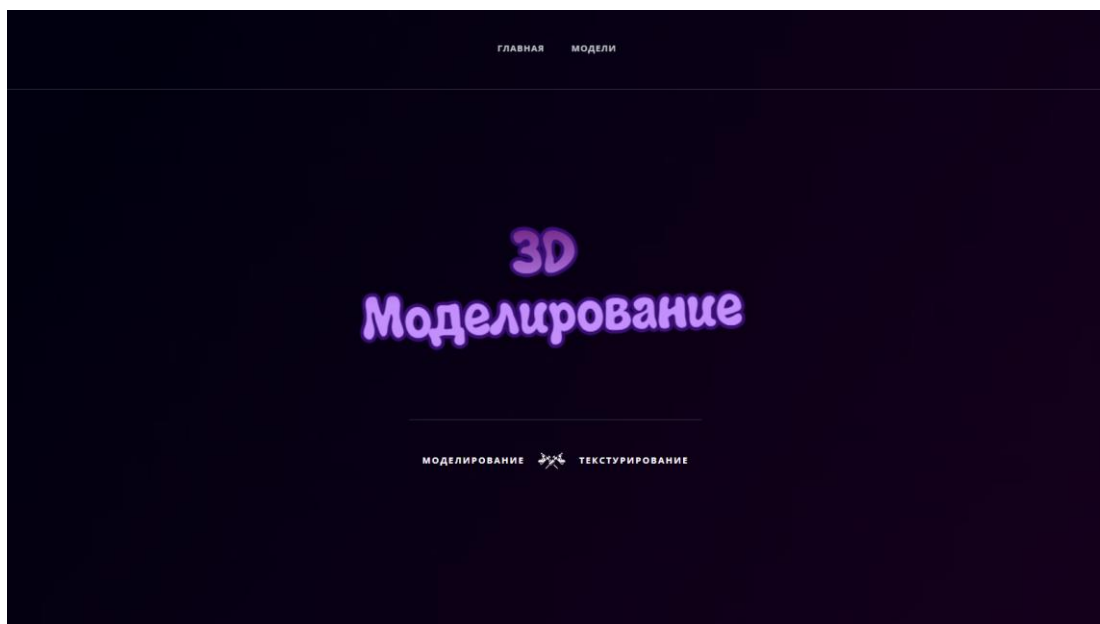 ГЛАВНАЯ МОДЕЛИ
3D
Моделирование
МОДЕЛИРОВАНИЕ ТЕКСТУРИРОВАНИЕ